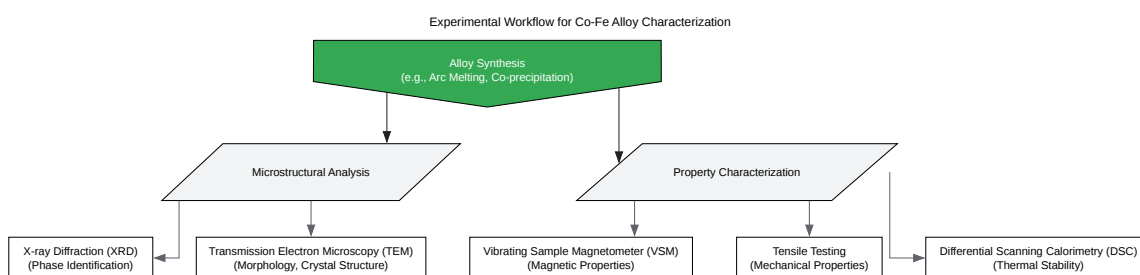 Experimental Workflow for Co-Fe Alloy Characterization
Alloy Synthesis
(e.g., Arc Melting, Co-precipitation)
Microstructural Analysis
Property Characterization
X-ray Diffraction (XRD)
(Phase Identification)
Transmission Electron Microscopy (TEM)
(Morphology, Crystal Structure)
Vibrating Sample Magnetometer (VSM)
(Magnetic Properties)
Tensile Testing
(Mechanical Properties)
Differential Scanning Calorimetry (DSC)
(Thermal Stability)